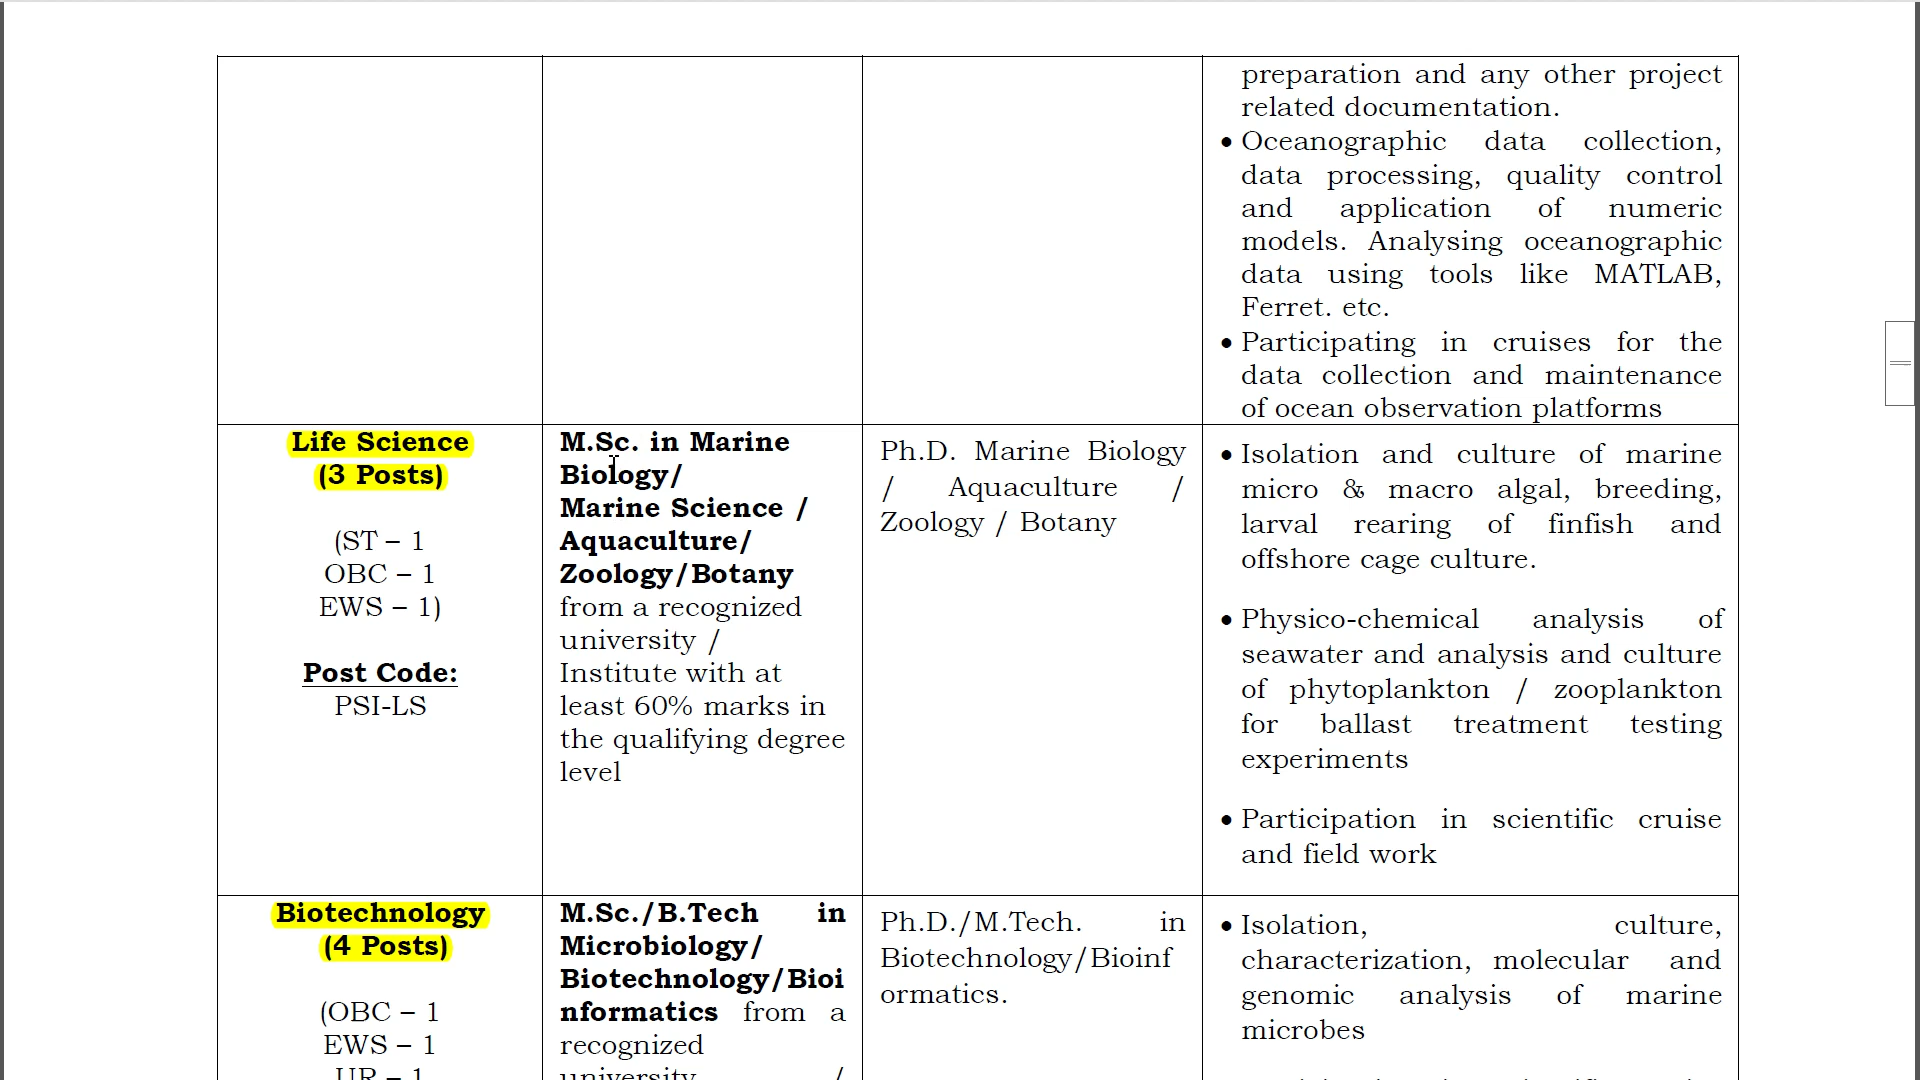 preparation and any other project
related documentation.
• Oceanographic data collection,
data processing, quality control
and application of numeric
models. Analysing oceanographic
data using tools like MATLAB,
Ferret. etc.
• Participating in cruises for the
data collection and maintenance
of ocean observation platforms
Life Science
(3 Posts)
(ST – 1
OBC – 1
EWS – 1)
Post Code:
PSI-LS
M.Sc. in Marine
Biology/
Marine Science /
Aquaculture/
Zoology/Botany
from a recognized
university /
Institute with at
least 60% marks in
the qualifying degree
level
Ph.D. Marine Biology
/ Aquaculture /
Zoology / Botany
• Isolation and culture of marine
micro & macro algal, breeding,
larval rearing of finfish and
offshore cage culture.
• Physico-chemical analysis of
seawater and analysis and culture
of phytoplankton / zooplankton
for ballast treatment testing
experiments
• Participation in scientific cruise
and field work
Biotechnology
(4 Posts)
(OBC – 1
EWS – 1
UR – 1
M.Sc./B.Tech in
Microbiology/
Biotechnology/Bioi
nformatics from a
recognized
university /
Ph.D./M.Tech. in
Biotechnology/Bioinf
ormatics.
• Isolation, culture,
characterization, molecular and
genomic analysis of marine
microbes